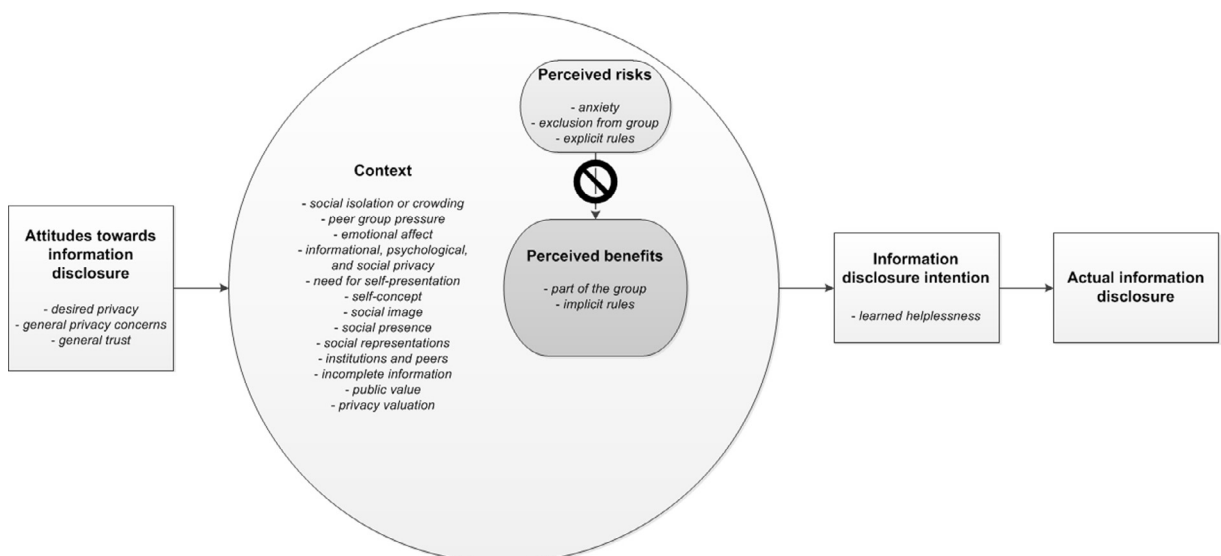 Attitudes towards
information
disclosure
- desired privacy
- general privacy concerns
- general trust
Context
- social isolation or crowding
- peer group pressure
- emotional affect
- informational, psychological,
and social privacy
- need for self-presentation
- self-concept
- social image
- social presence
- social representations
- institutions and peers
- incomplete information
- public value
- privacy valuation
Perceived risks
- anxiety
- exclusion from group
- explicit rules
Perceived benefits
- part of the group
- implicit rules
Information
disclosure intention
- learned helplessness
Actual information
disclosure